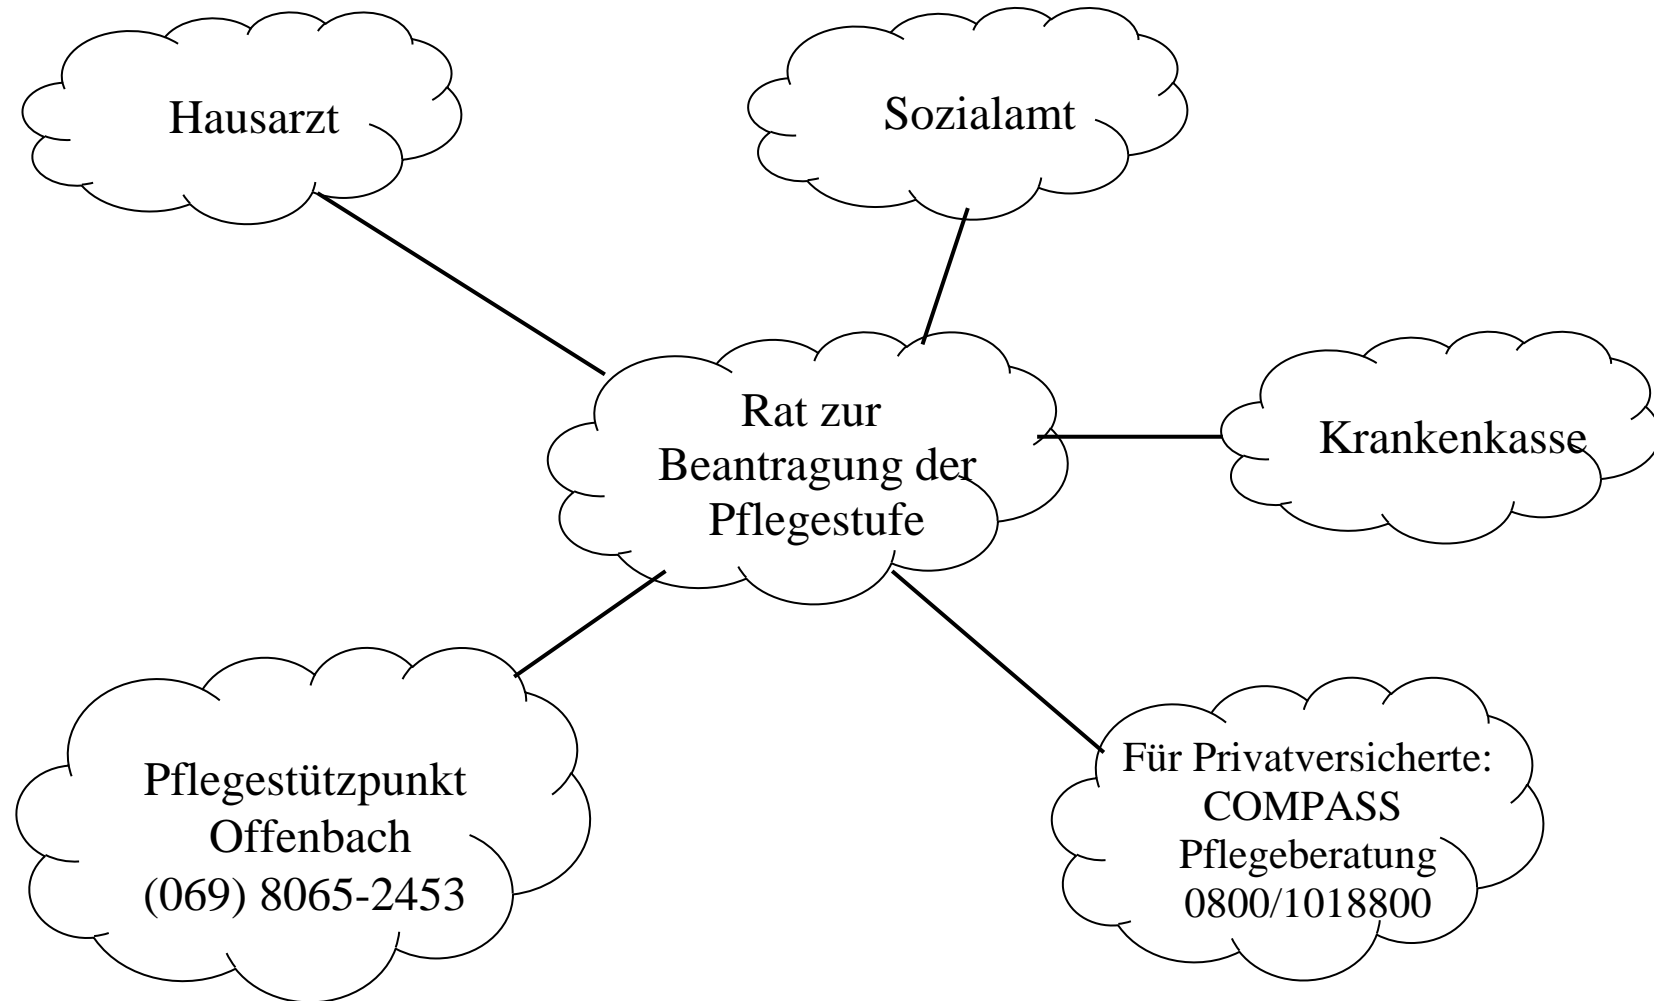 Hausarzt
Sozialamt
Rat zur
Beantragung der
Pflegestufe
Krankenkasse
Pflegestützpunkt
Offenbach
(069) 8065-2453
Für Privatversicherte:
COMPASS
Pflegeberatung
0800/1018800